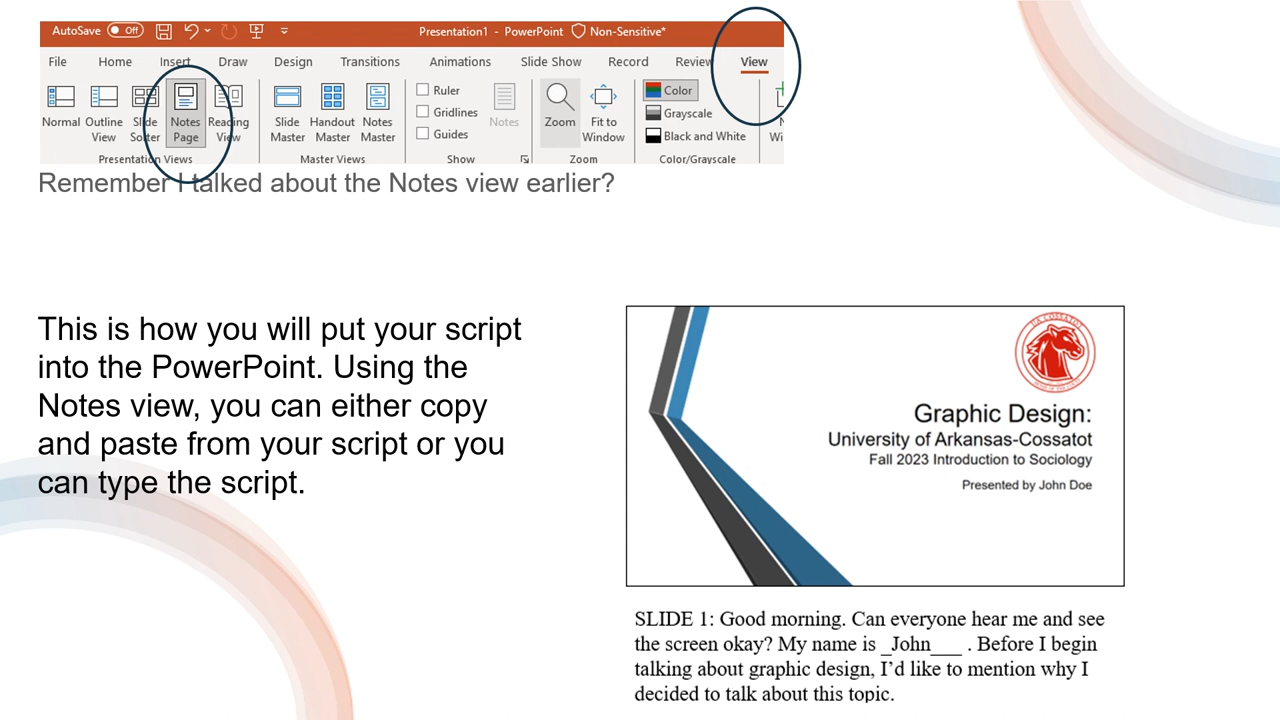 AutoSave Off Presentation1 - PowerPoint Non-Sensitive*
File Home Insert Draw Design Transitions Animations Slide Show Record Review View
Normal Outline View Slide Sorter Notes Page Reading View
Presentation Views
Slide Master Handout Master Notes Master
Master Views
Ruler
Gridlines
Guides
Notes
Show
Zoom Fit to Window
Zoom
Color
Grayscale
Black and White
Color/Grayscale
Remember I talked about the Notes view earlier?
This is how you will put your script
into the PowerPoint. Using the
Notes view, you can either copy
and paste from your script or you
can type the script.
UA COSSATOT
Graphic Design:
University of Arkansas-Cossatot
Fall 2023 Introduction to Sociology
Presented by John Doe
SLIDE 1: Good morning. Can everyone hear me and see
the screen okay? My name is _John___ . Before I begin
talking about graphic design, I’d like to mention why I
decided to talk about this topic.